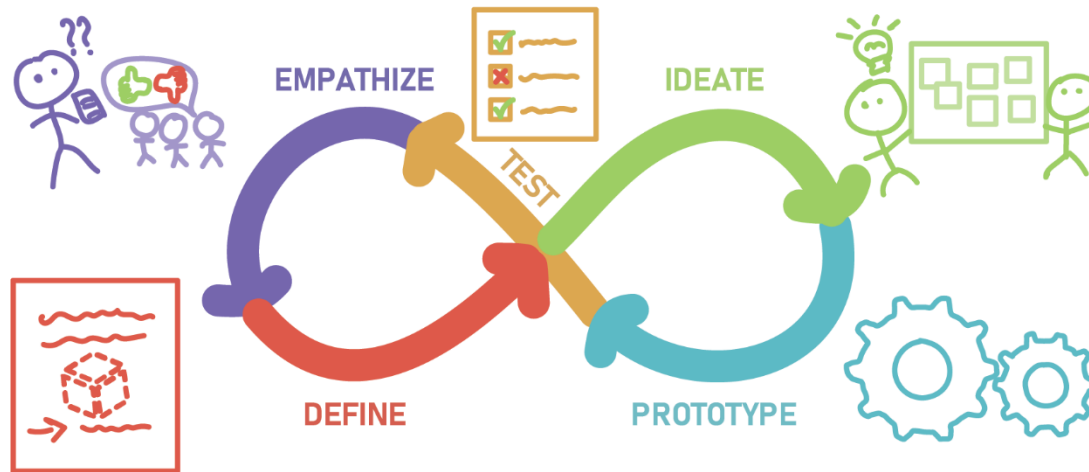 ??
EMPATHIZE
IDEATE
TEST
DEFINE
PROTOTYPE